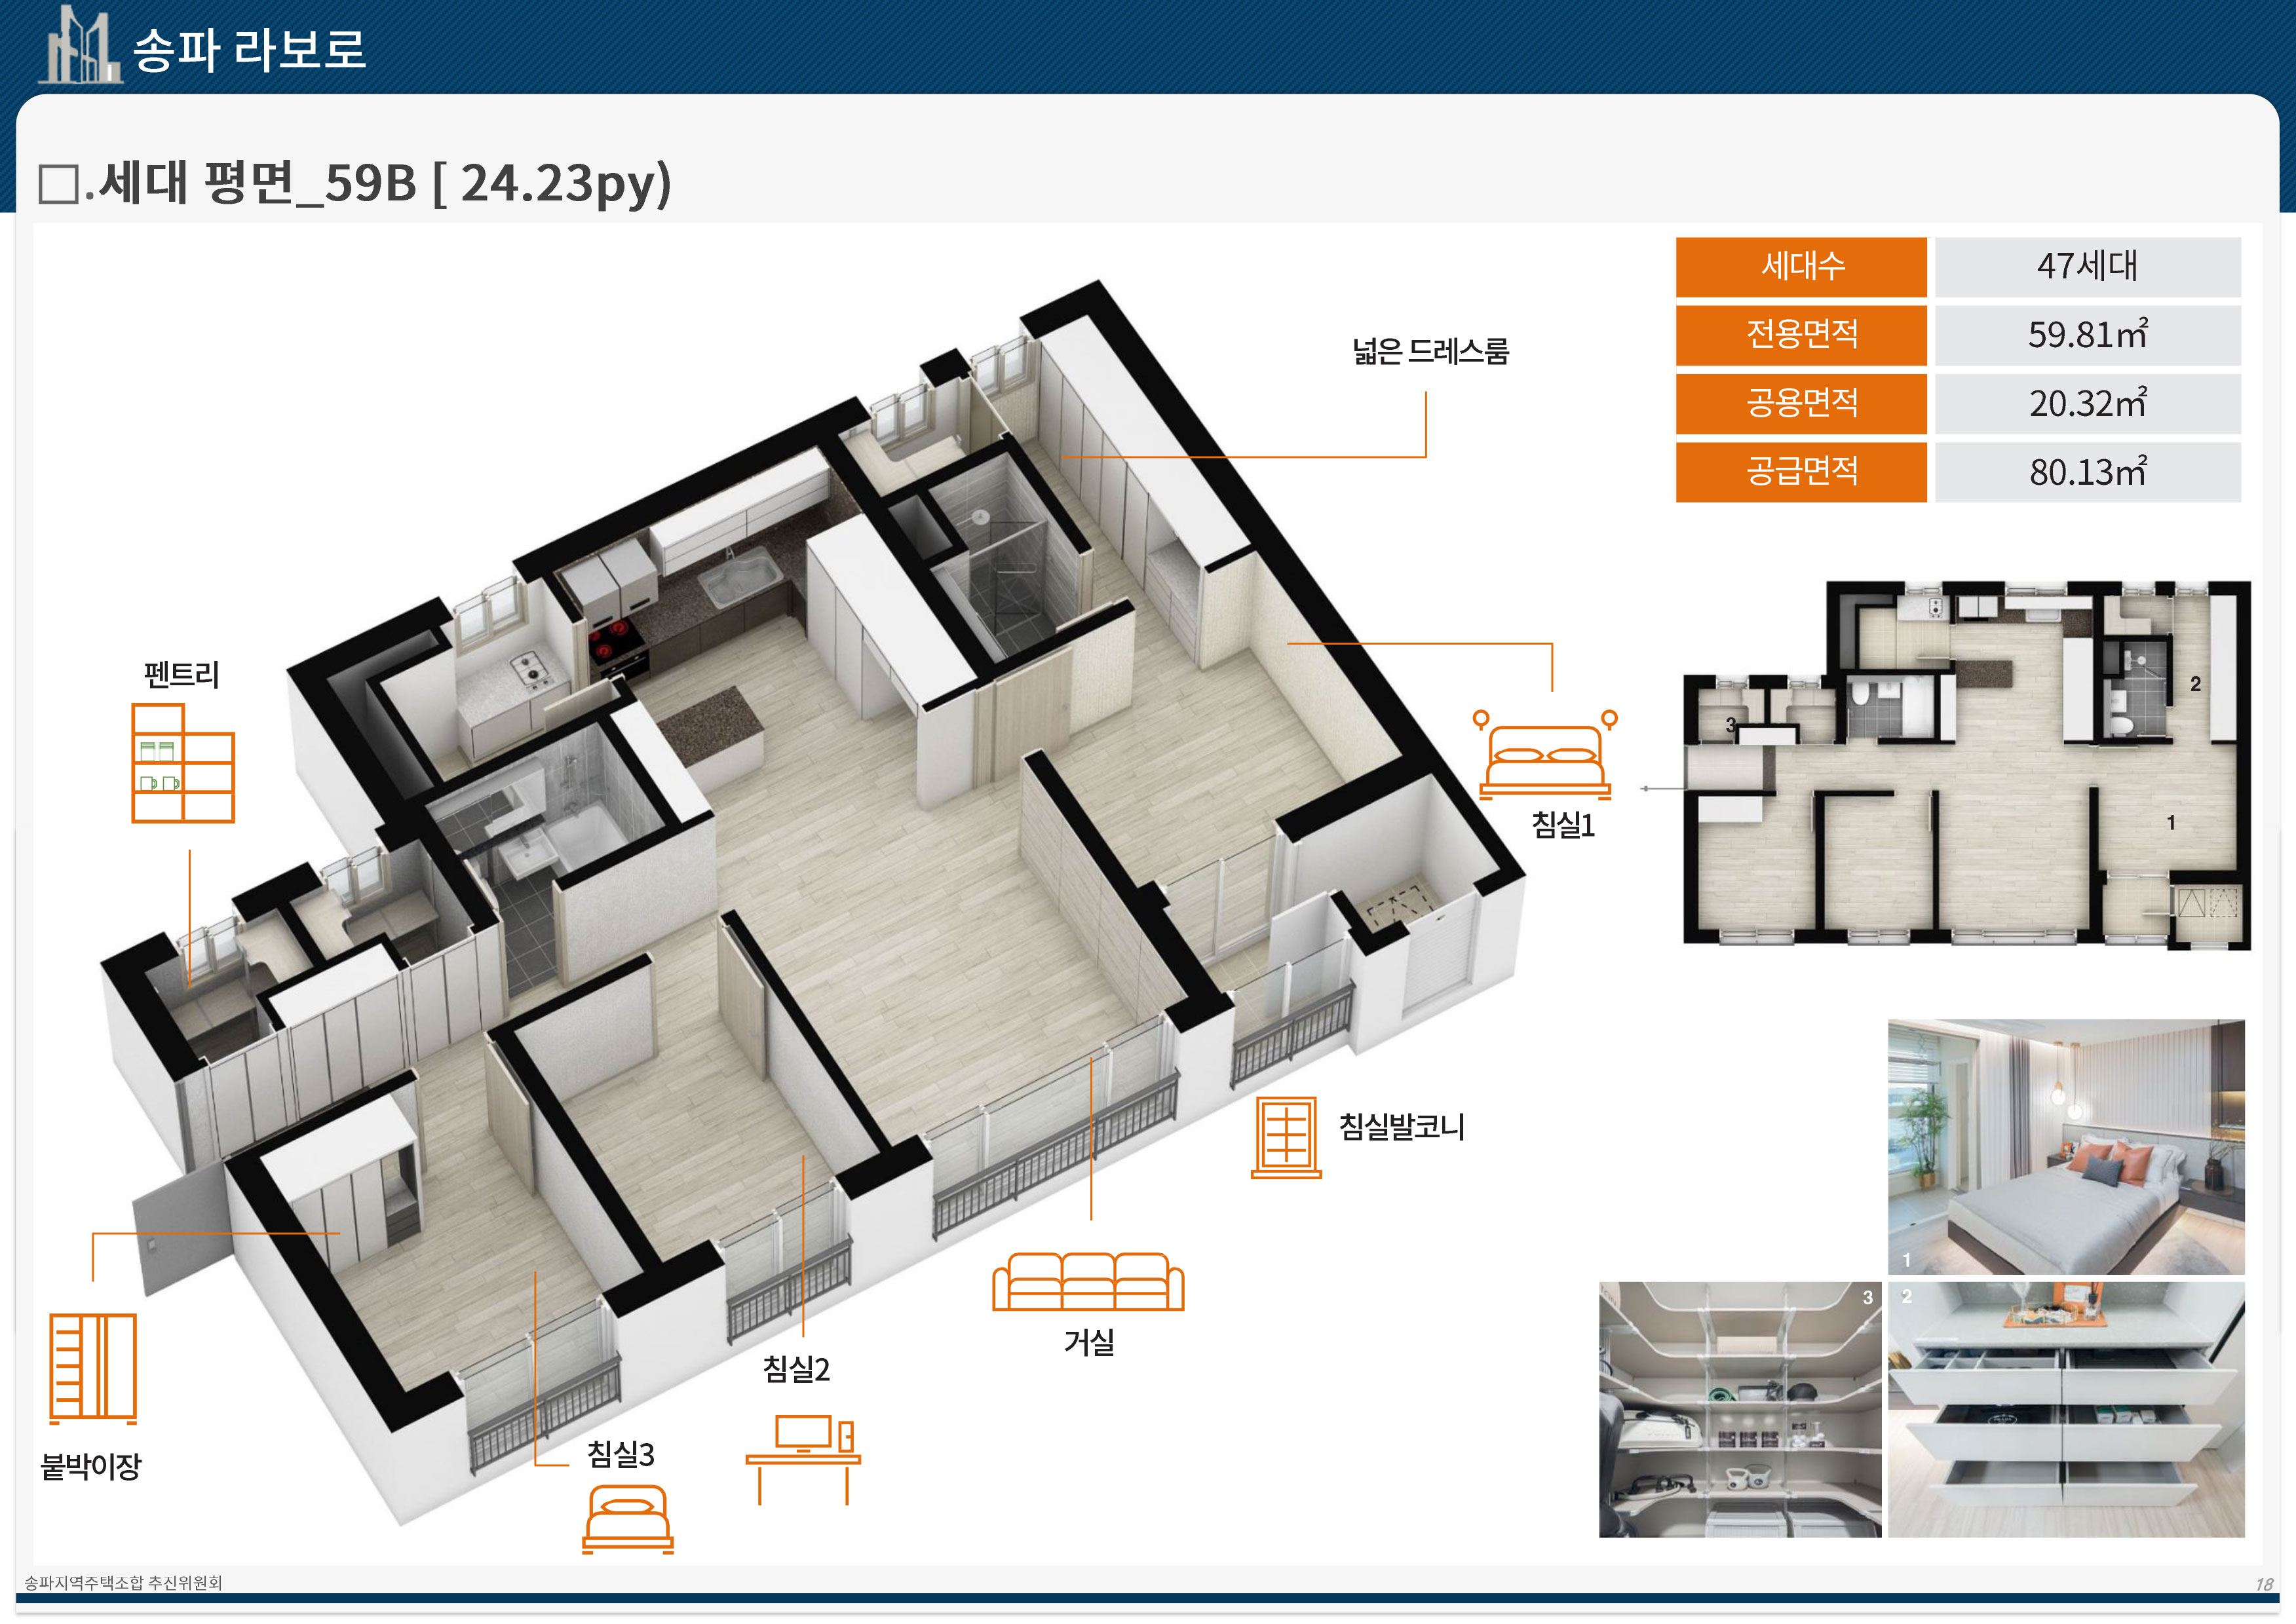 송파 라보로
□.세대 평면_59B [ 24.23py)
세대수 47세대
전용면적 59.81㎡
공용면적 20.32㎡
공급면적 80.13㎡
넓은 드레스룸
펜트리
침실1
침실발코니
거실
침실2
침실3
붙박이장
2
3
1
1
3
2
송파지역주택조합 추진위원회
18